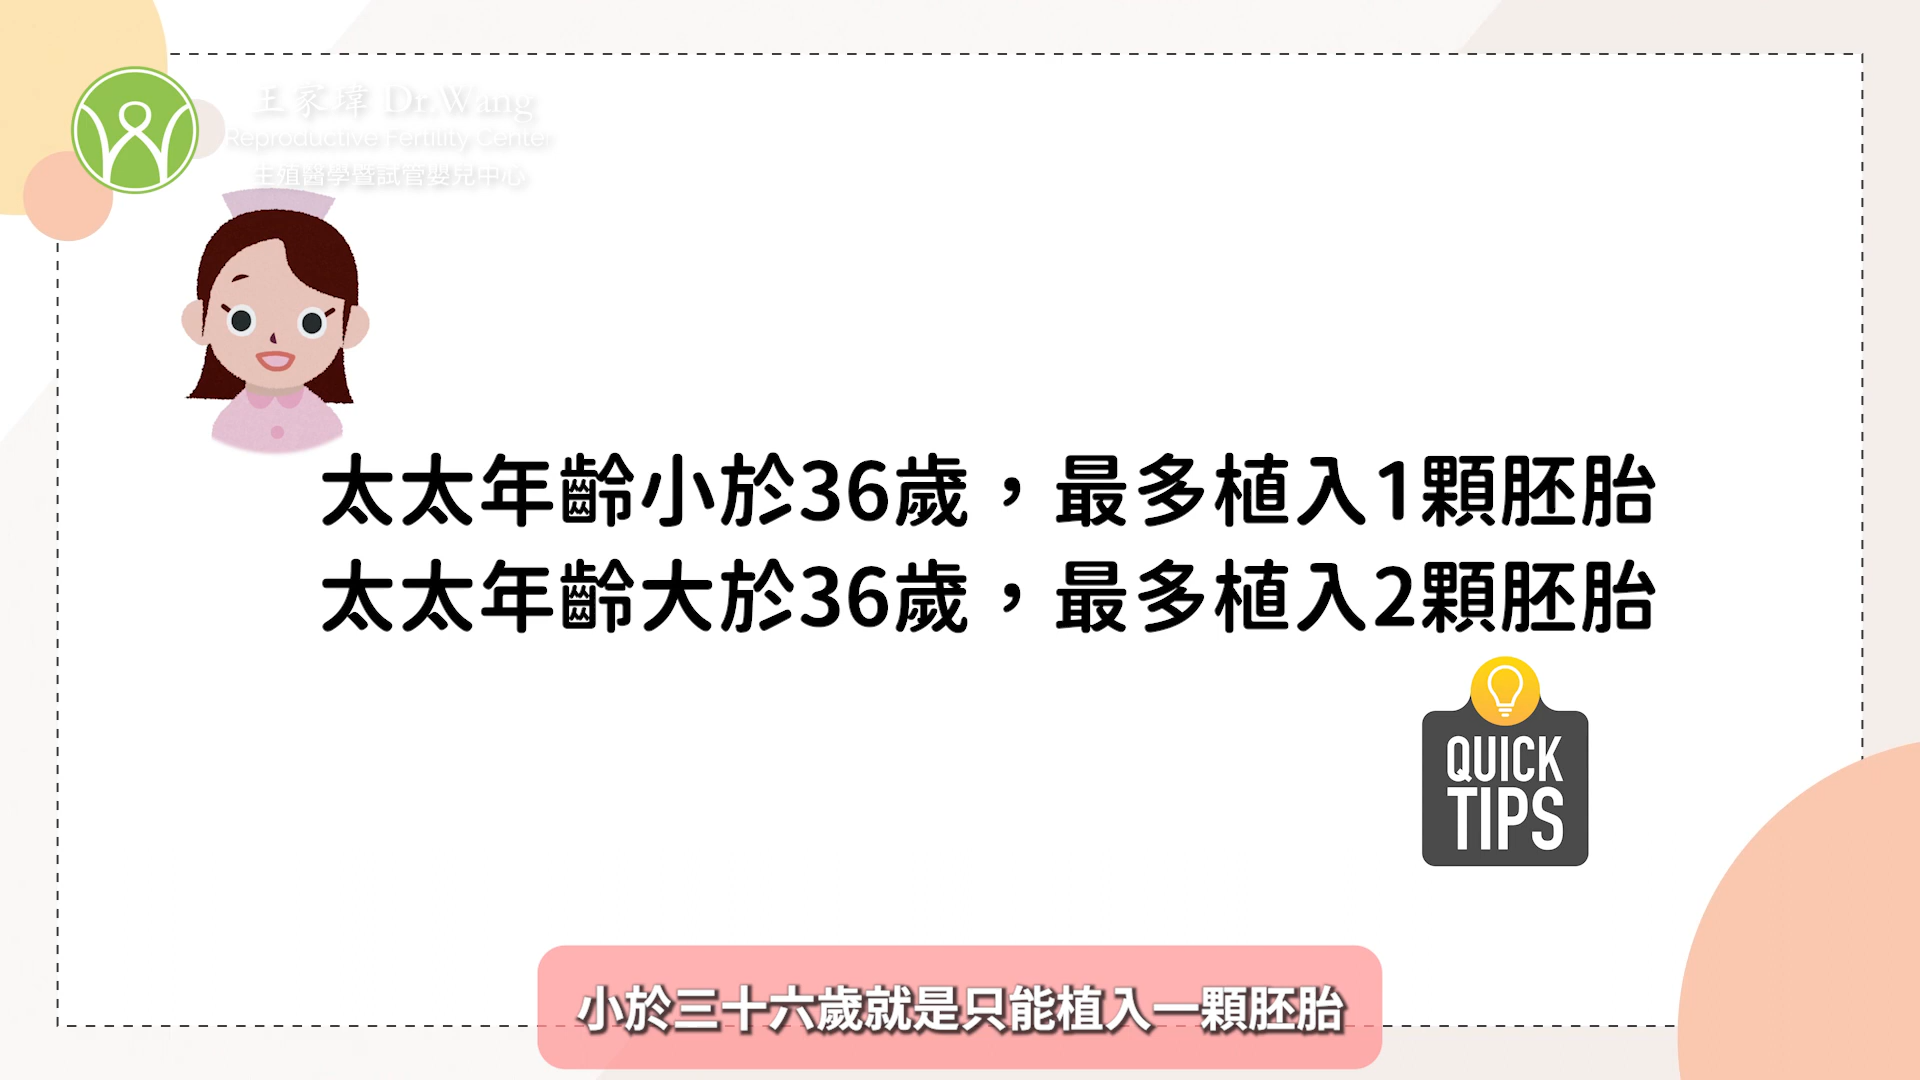 王家瑋 Dr.Wang
Reproductive Fertility Center
生殖醫學暨試管嬰兒中心
太太年齡小於36歲，最多植入1顆胚胎
太太年齡大於36歲，最多植入2顆胚胎
QUICK
TIPS
小於三十六歲就是只能植入一顆胚胎